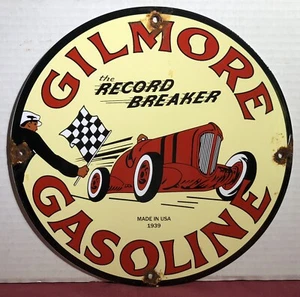 GILMORE
the
RECORD
BREAKER
MADE IN USA
1939
GASOLINE